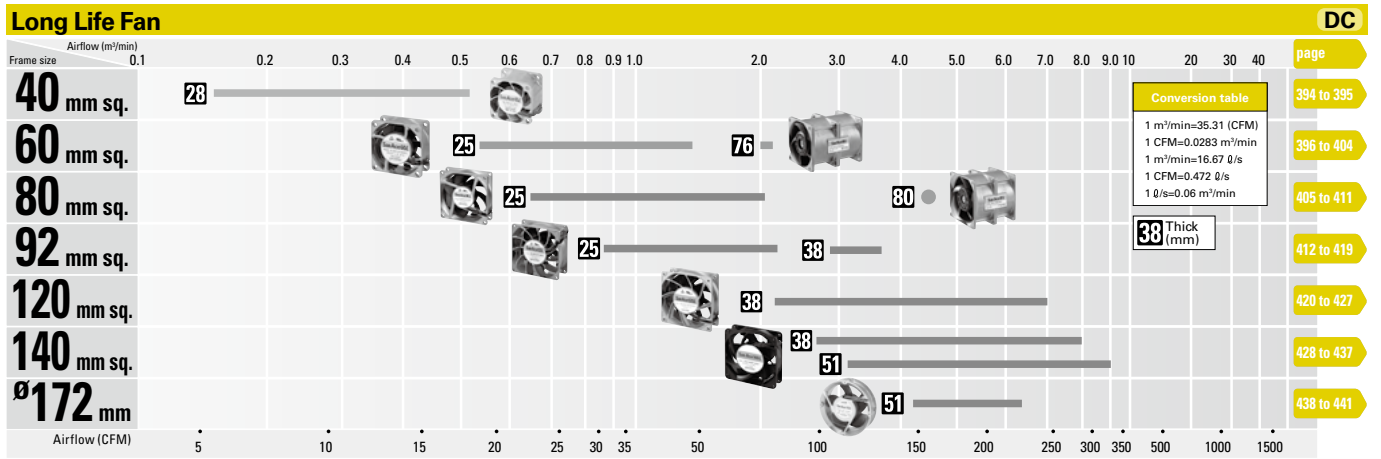 Long Life Fan DC
Airflow (m³/min)
Frame size 0.1 0.2 0.3 0.4 0.5 0.6 0.7 0.8 0.9 1.0 2.0 3.0 4.0 5.0 6.0 7.0 8.0 9.0 10 20 30 40 page
40 mm sq. 28 394 to 395
60 mm sq. 25 76 396 to 404
80 mm sq. 25 80 405 to 411
92 mm sq. 25 38 412 to 419
120 mm sq. 38 420 to 427
140 mm sq. 38 51 428 to 437
ø172 mm 51 438 to 441
Airflow (CFM) 5 10 15 20 25 30 35 50 100 150 200 250 300 350 500 1000 1500
Conversion table
1 m³/min=35.31 (CFM)
1 CFM=0.0283 m³/min
1 m³/min=16.67 ℓ/s
1 CFM=0.472 ℓ/s
1 ℓ/s=0.06 m³/min
38 Thick
(mm)